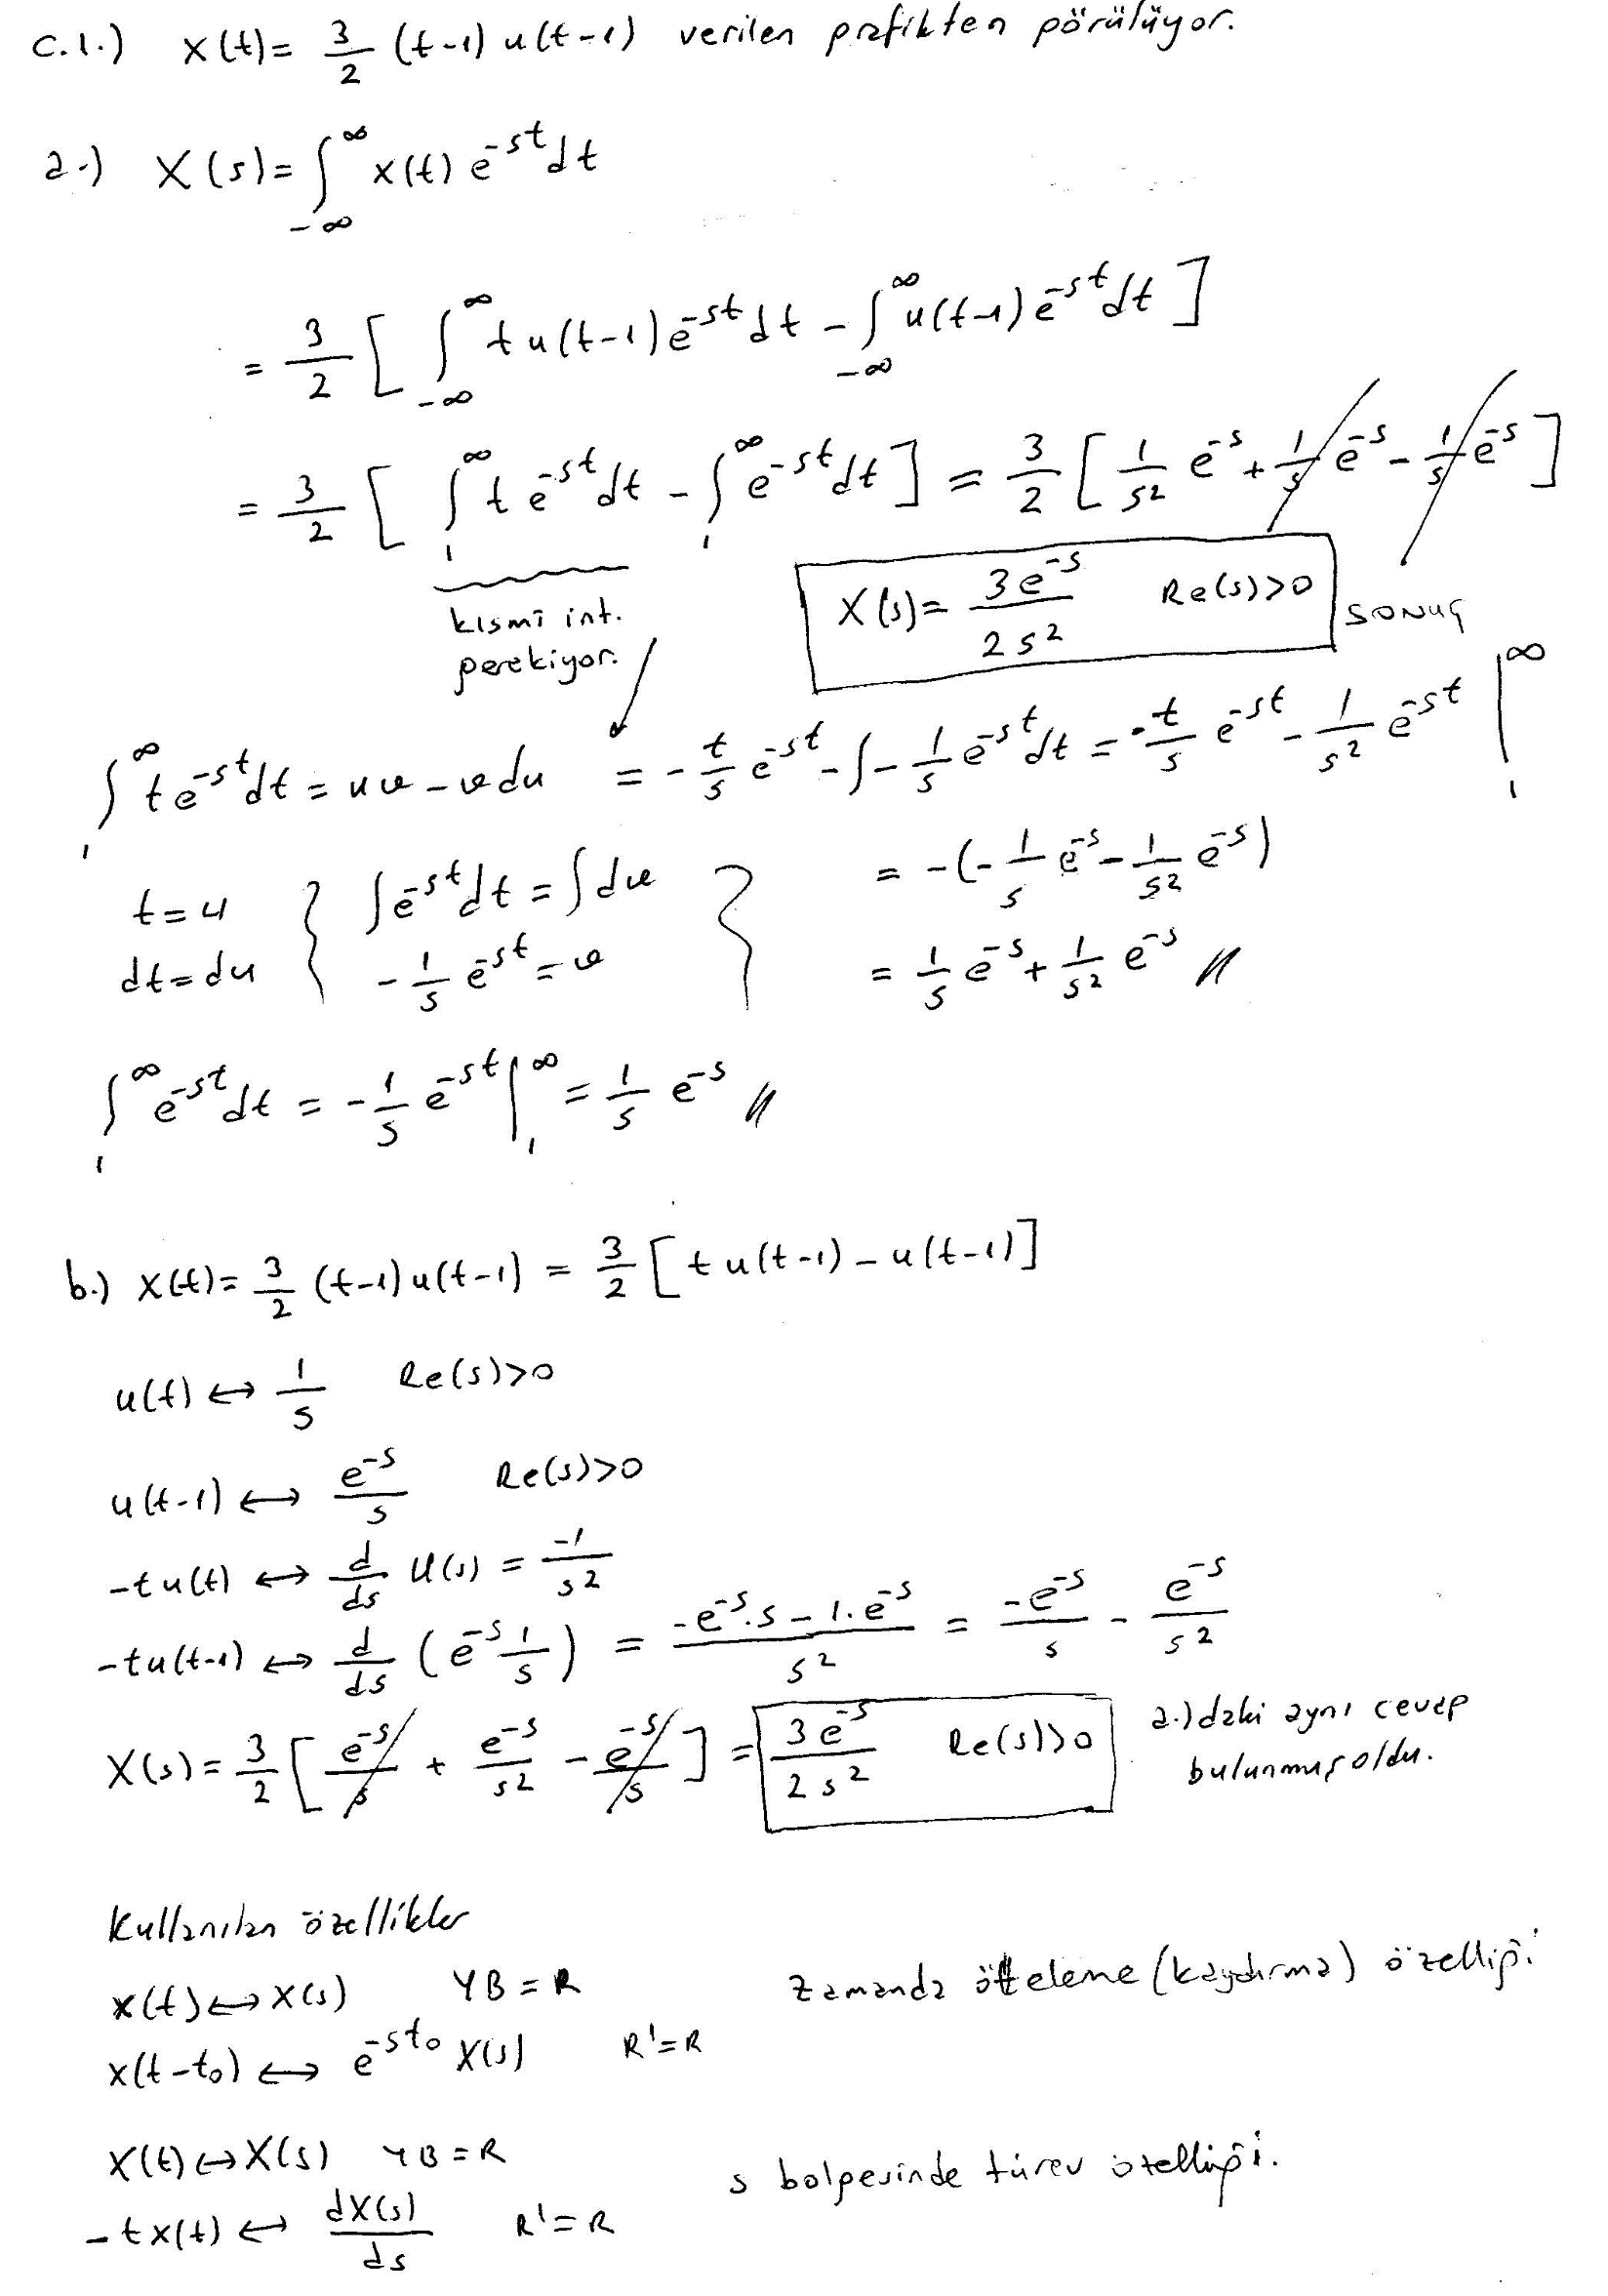 c.1.) x(t)= 3/2 (t-1) u(t-1) verilen grafikten görülüyor.
a.) X(s)= ∫_{-∞}^{∞} x(t) e^{-st} dt
= 3/2 [ ∫_{-∞}^{∞} t u(t-1) e^{-st} dt - ∫_{-∞}^{∞} u(t-1) e^{-st} dt ]
= 3/2 [ ∫_1^∞ t e^{-st} dt - ∫_1^∞ e^{-st} dt ] = 3/2 [ 1/s² e^{-s} + 1/s e^{-s} - 1/s e^{-s} ]
kısmî int.
gerekiyor.
X(s)= 3e^{-s}/2s² Re(s)>0
SONUÇ
∫_1^∞ t e^{-st} dt = uv - vdu = -t/s e^{-st} - ∫ -1/s e^{-st} dt = -t/s e^{-st} - 1/s² e^{-st} |_1^∞
t=u { ∫ e^{-st} dt = ∫ dv } = -(-1/s e^{-s} - 1/s² e^{-s})
dt=du { -1/s e^{-st} = v } = 1/s e^{-s} + 1/s² e^{-s} //
∫_1^∞ e^{-st} dt = -1/s e^{-st} |_1^∞ = 1/s e^{-s} //
b.) x(t)= 3/2 (t-1) u(t-1) = 3/2 [ t u(t-1) - u(t-1) ]
u(t) ↔ 1/s Re(s)>0
u(t-1) ↔ e^{-s}/s Re(s)>0
-t u(t) ↔ d/ds U(s) = -1/s²
-t u(t-1) ↔ d/ds ( e^{-s} 1/s ) = (-e^{-s}.s - 1.e^{-s})/s² = -e^{-s}/s - e^{-s}/s²
X(s)= 3/2 [ e^{-s}/s + e^{-s}/s² - e^{-s}/s ] = 3e^{-s}/2s² Re(s)>0
a.)daki aynı cevap
bulunmuş oldu.
Kullanılan özellikler
x(t) ↔ X(s) YB = R Zamanda öteleme (kaydırma) özelliği
x(t-t₀) ↔ e^{-st₀} X(s) R'=R
x(t) ↔ X(s) YB = R s bölgesinde türev özelliği.
-t x(t) ↔ dX(s)/ds R'=R